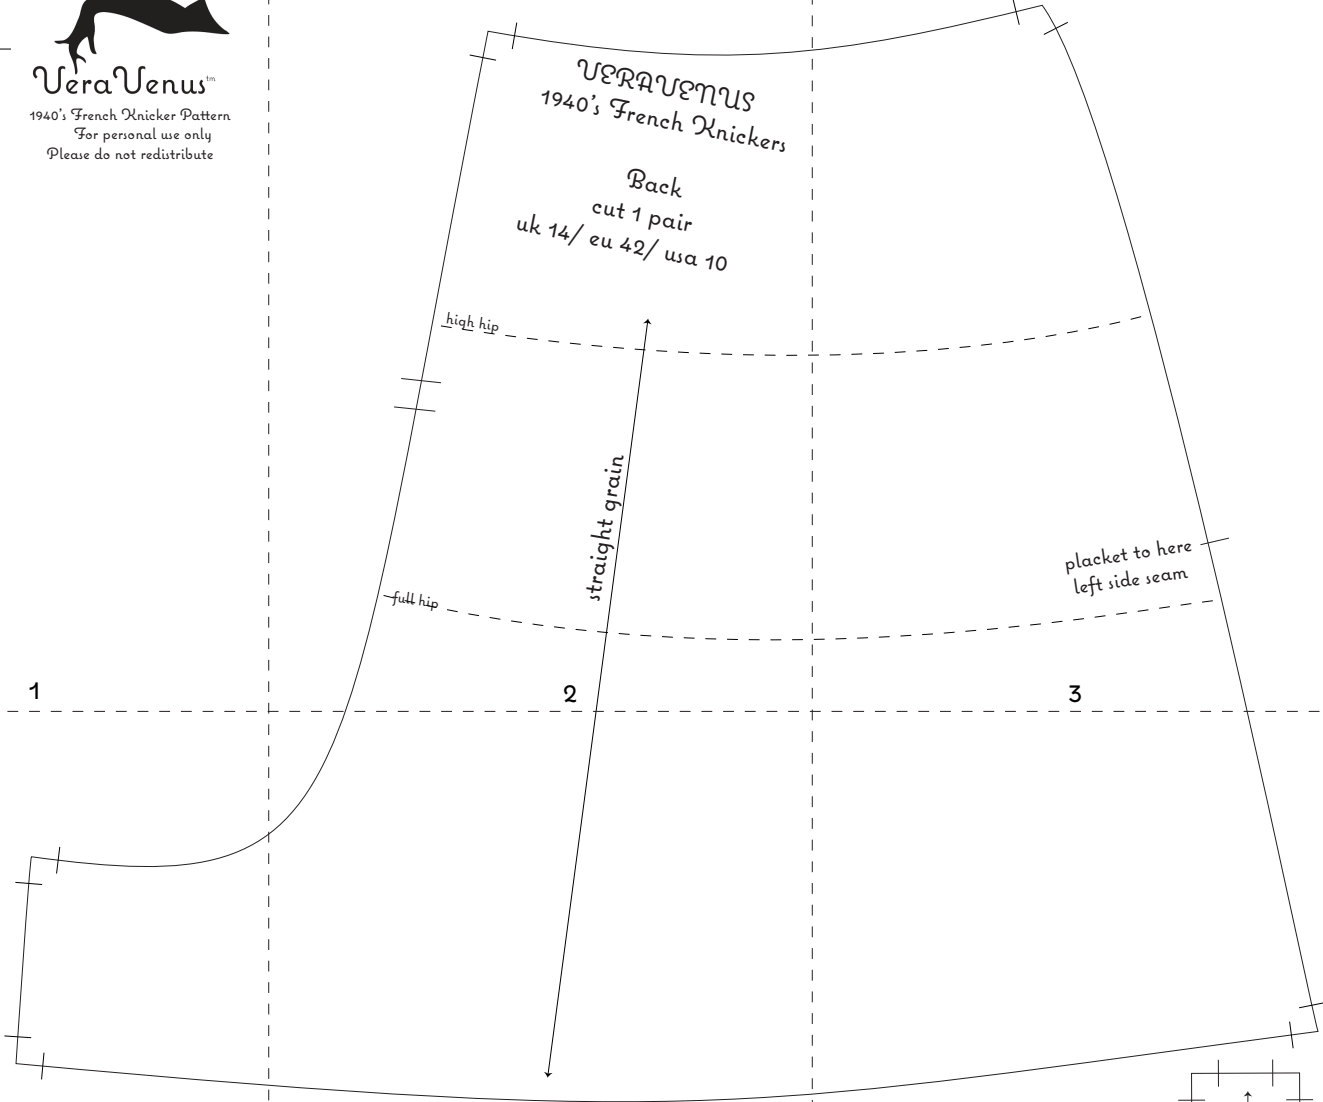 VeraVenus™
1940's French Knicker Pattern
For personal use only
Please do not redistribute
VERAVENUS
1940's French Knickers
Back
cut 1 pair
uk 14/ eu 42/ usa 10
high hip
straight grain
placket to here
left side seam
full hip
1
2
3